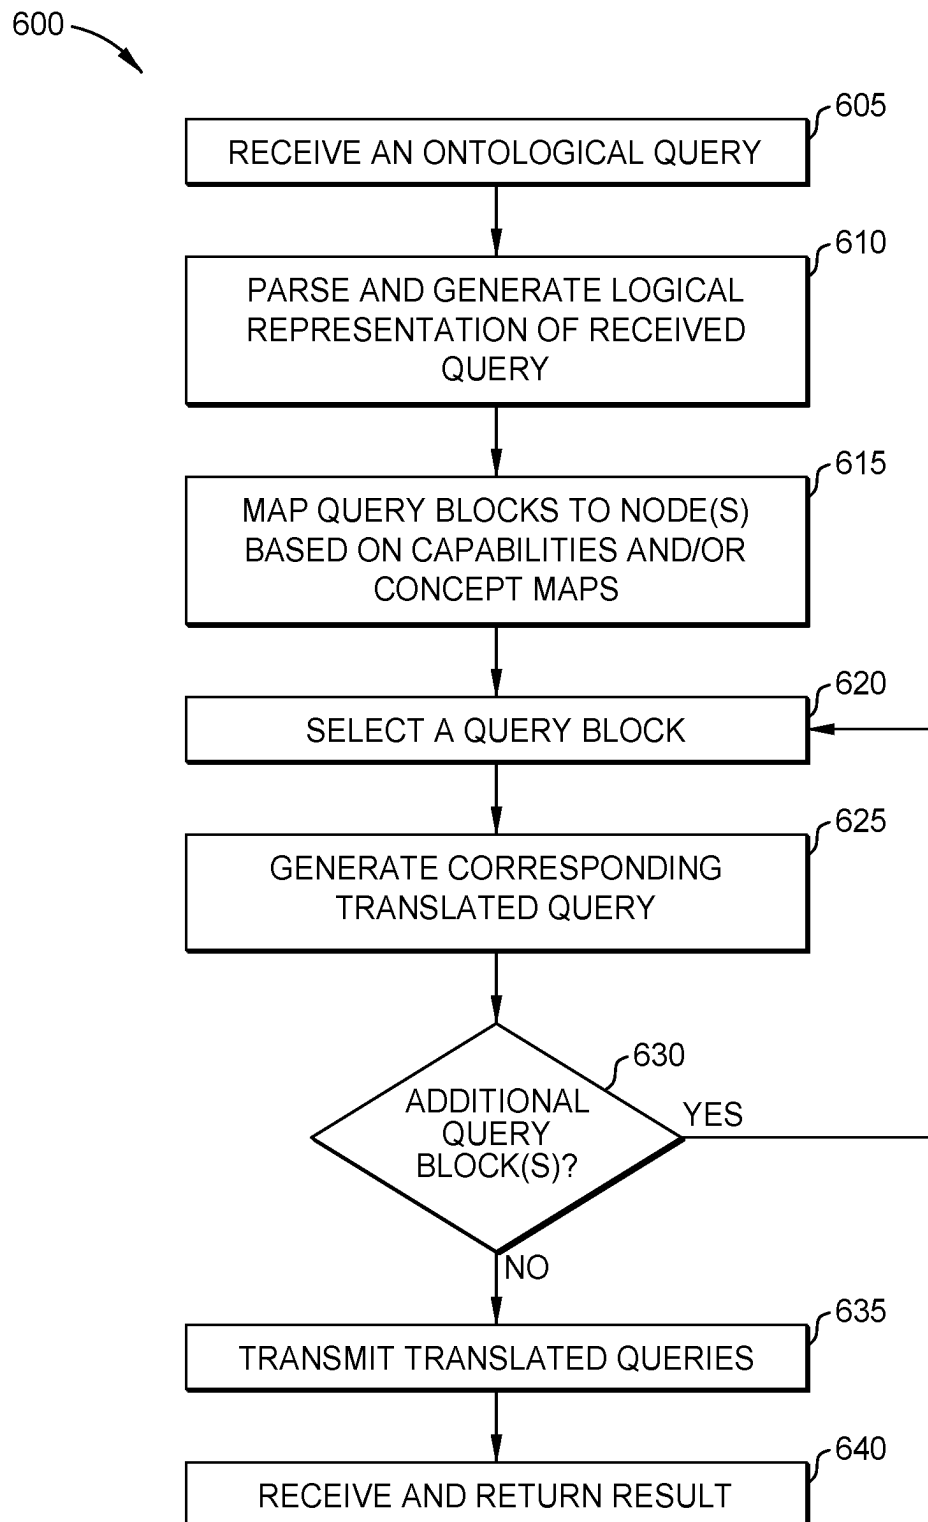 600
605
RECEIVE AN ONTOLOGICAL QUERY
610
PARSE AND GENERATE LOGICAL
REPRESENTATION OF RECEIVED
QUERY
615
MAP QUERY BLOCKS TO NODE(S)
BASED ON CAPABILITIES AND/OR
CONCEPT MAPS
620
SELECT A QUERY BLOCK
625
GENERATE CORRESPONDING
TRANSLATED QUERY
630
ADDITIONAL
QUERY
BLOCK(S)?
YES
NO
635
TRANSMIT TRANSLATED QUERIES
640
RECEIVE AND RETURN RESULT